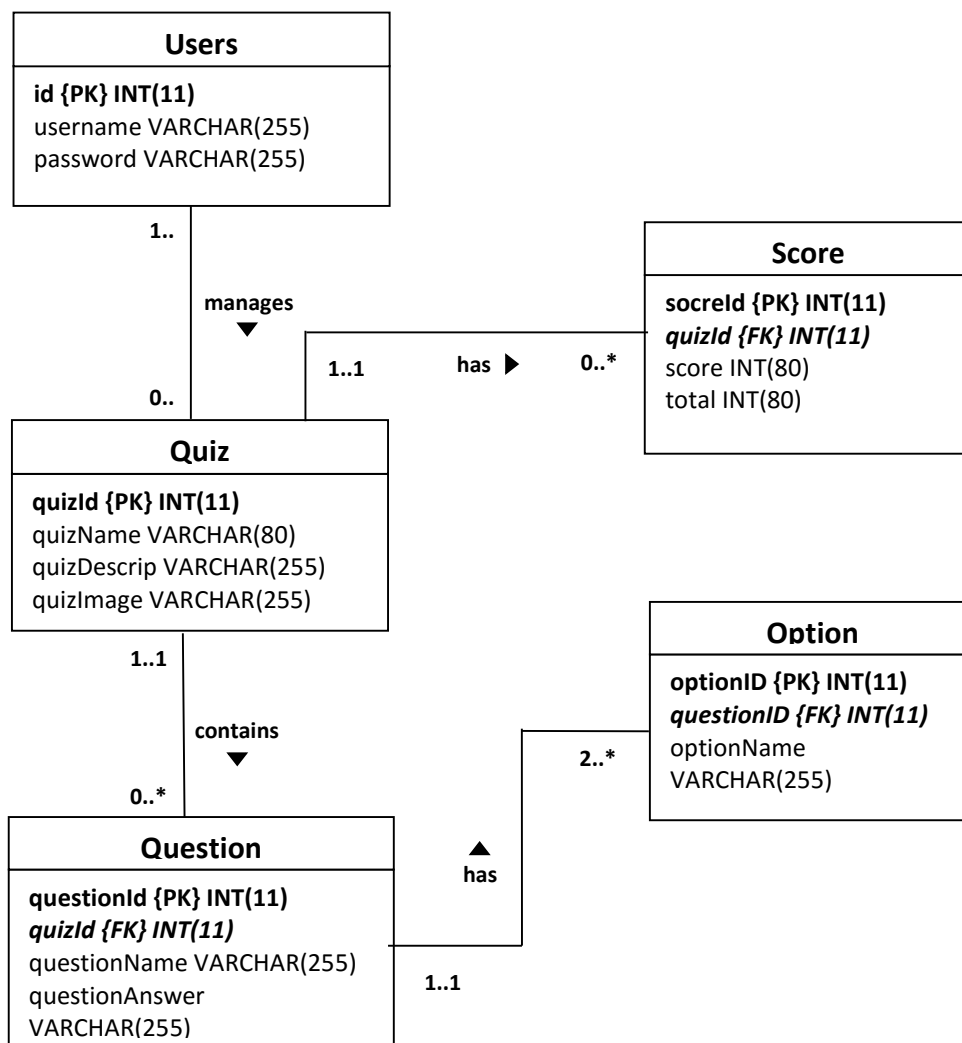 Users
id {PK} INT(11)
username VARCHAR(255)
password VARCHAR(255)
1..
manages
0..
Score
socreId {PK} INT(11)
quizId {FK} INT(11)
score INT(80)
total INT(80)
1..1
has
0..*
Quiz
quizId {PK} INT(11)
quizName VARCHAR(80)
quizDescrip VARCHAR(255)
quizImage VARCHAR(255)
1..1
contains
0..*
Option
optionID {PK} INT(11)
questionID {FK} INT(11)
optionName
VARCHAR(255)
2..*
has
1..1
Question
questionId {PK} INT(11)
quizId {FK} INT(11)
questionName VARCHAR(255)
questionAnswer
VARCHAR(255)